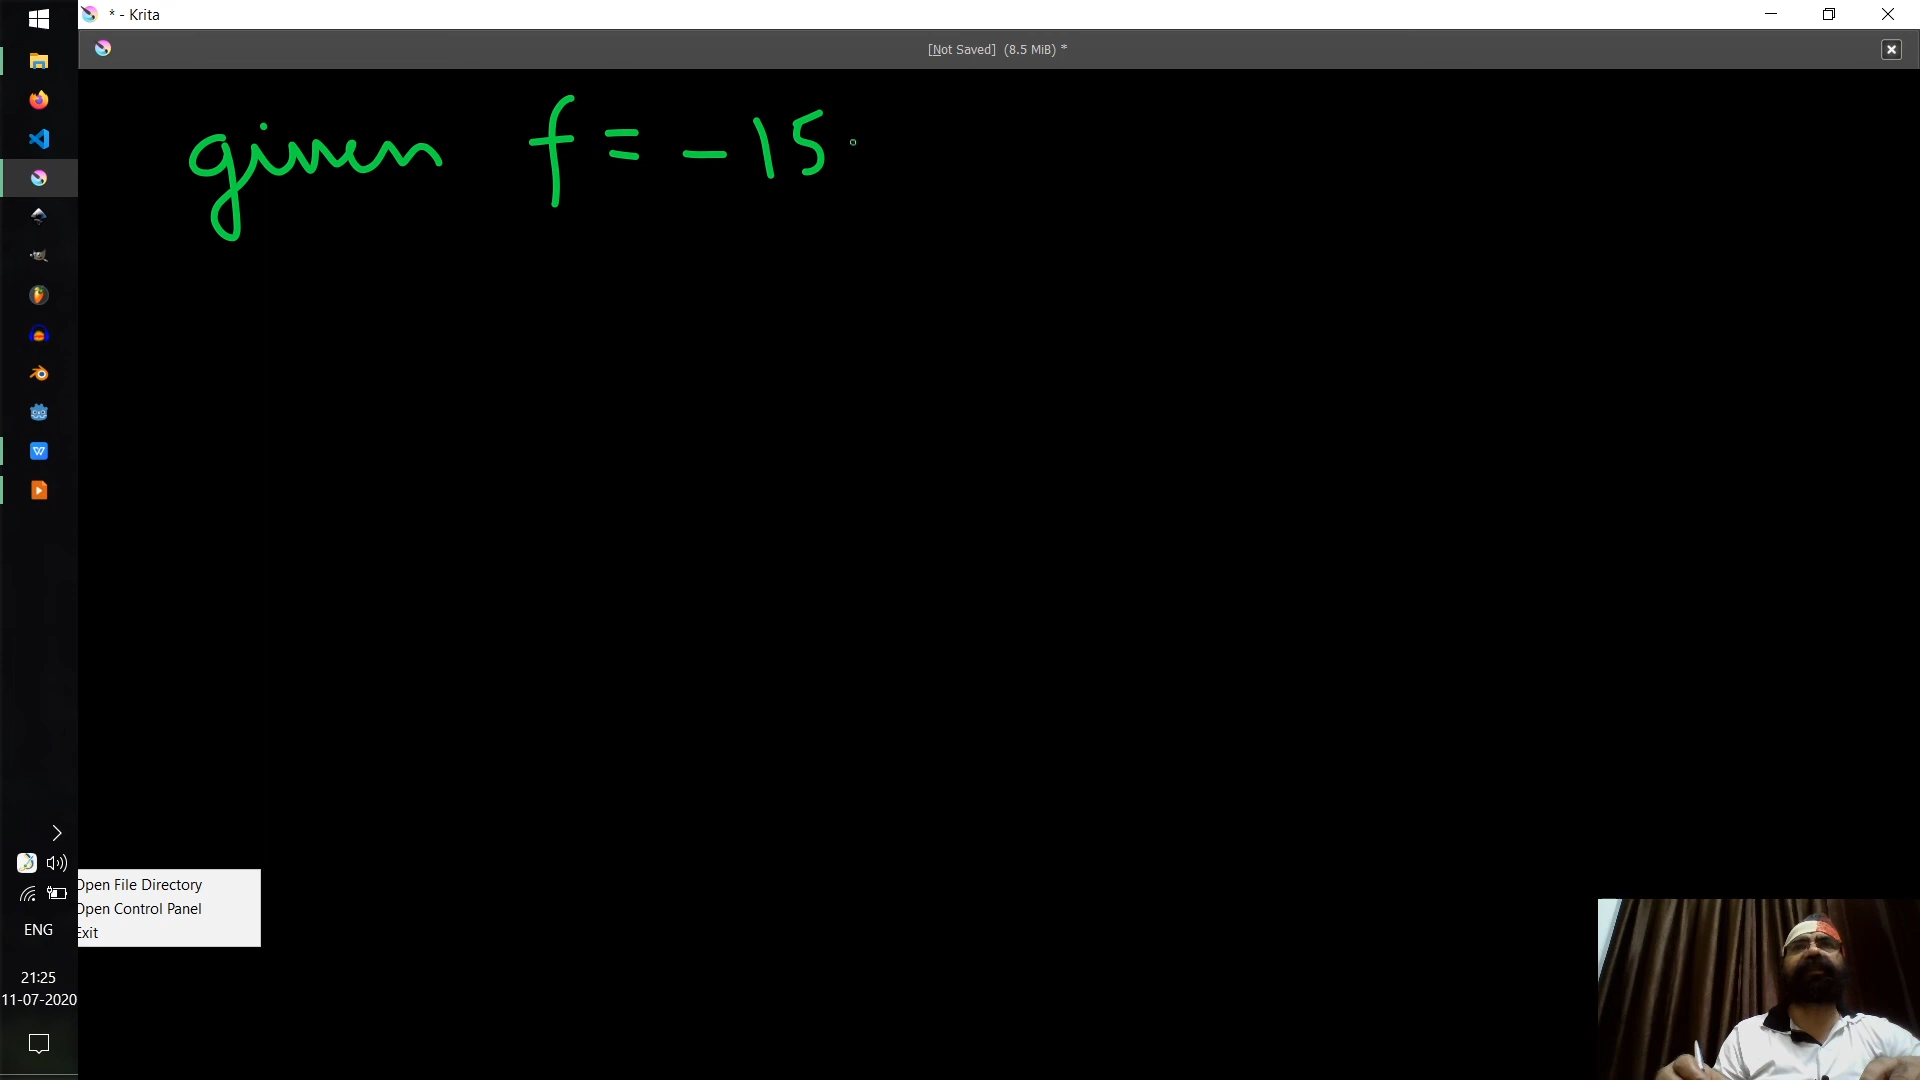 * - Krita
[Not Saved] (8.5 MiB) *
given f = -15
Open File Directory
Open Control Panel
Exit
ENG
21:25
11-07-2020